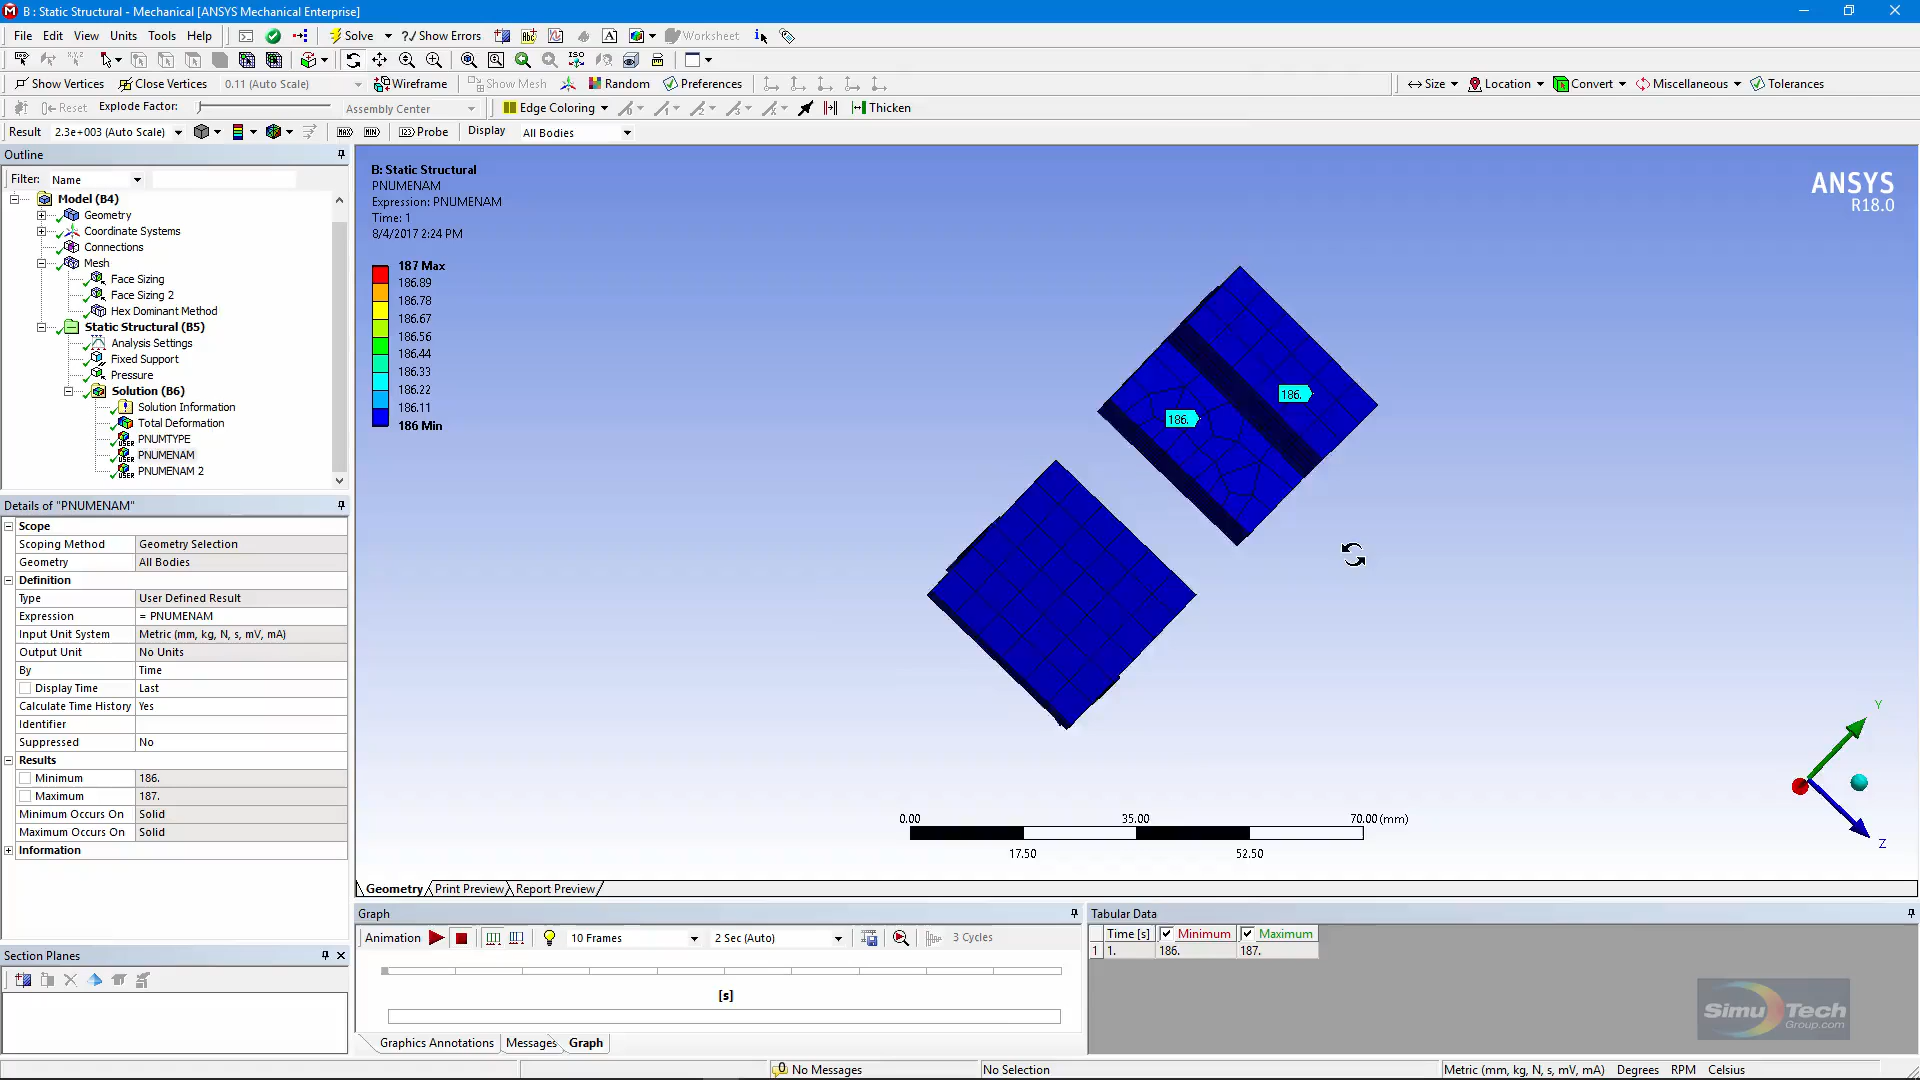 B : Static Structural - Mechanical [ANSYS Mechanical Enterprise]
File Edit View Units Tools Help Solve ?/ Show Errors Worksheet
Show Vertices Close Vertices 0.11 (Auto Scale) Wireframe Show Mesh Random Preferences Size Location Convert Miscellaneous Tolerances
Reset Explode Factor: Assembly Center Edge Coloring Thicken
Result 2.3e+003 (Auto Scale) MAX MIN Probe Display All Bodies
Outline
Filter: Name
Model (B4)
Geometry
Coordinate Systems
Connections
Mesh
Face Sizing
Face Sizing 2
Hex Dominant Method
Static Structural (B5)
Analysis Settings
Fixed Support
Pressure
Solution (B6)
Solution Information
Total Deformation
PNUMTYPE
PNUMENAM
PNUMENAM 2
Details of "PNUMENAM"
Scope
Scoping Method Geometry Selection
Geometry All Bodies
Definition
Type User Defined Result
Expression = PNUMENAM
Input Unit System Metric (mm, kg, N, s, mV, mA)
Output Unit No Units
By Time
Display Time Last
Calculate Time History Yes
Identifier
Suppressed No
Results
Minimum 186.
Maximum 187.
Minimum Occurs On Solid
Maximum Occurs On Solid
Information
Section Planes
B: Static Structural
PNUMENAM
Expression: PNUMENAM
Time: 1
8/4/2017 2:24 PM
187 Max
186.89
186.78
186.67
186.56
186.44
186.33
186.22
186.11
186 Min
ANSYS
R18.0
186.
186.
Y
Z
0.00 35.00 70.00 (mm)
17.50 52.50
Geometry Print Preview Report Preview
Graph
Animation 10 Frames 2 Sec (Auto) 3 Cycles
[s]
Graphics Annotations Messages Graph
Tabular Data
Time [s] Minimum Maximum
1 1. 186. 187.
SimuTech
Group.com
0 No Messages No Selection Metric (mm, kg, N, s, mV, mA) Degrees RPM Celsius